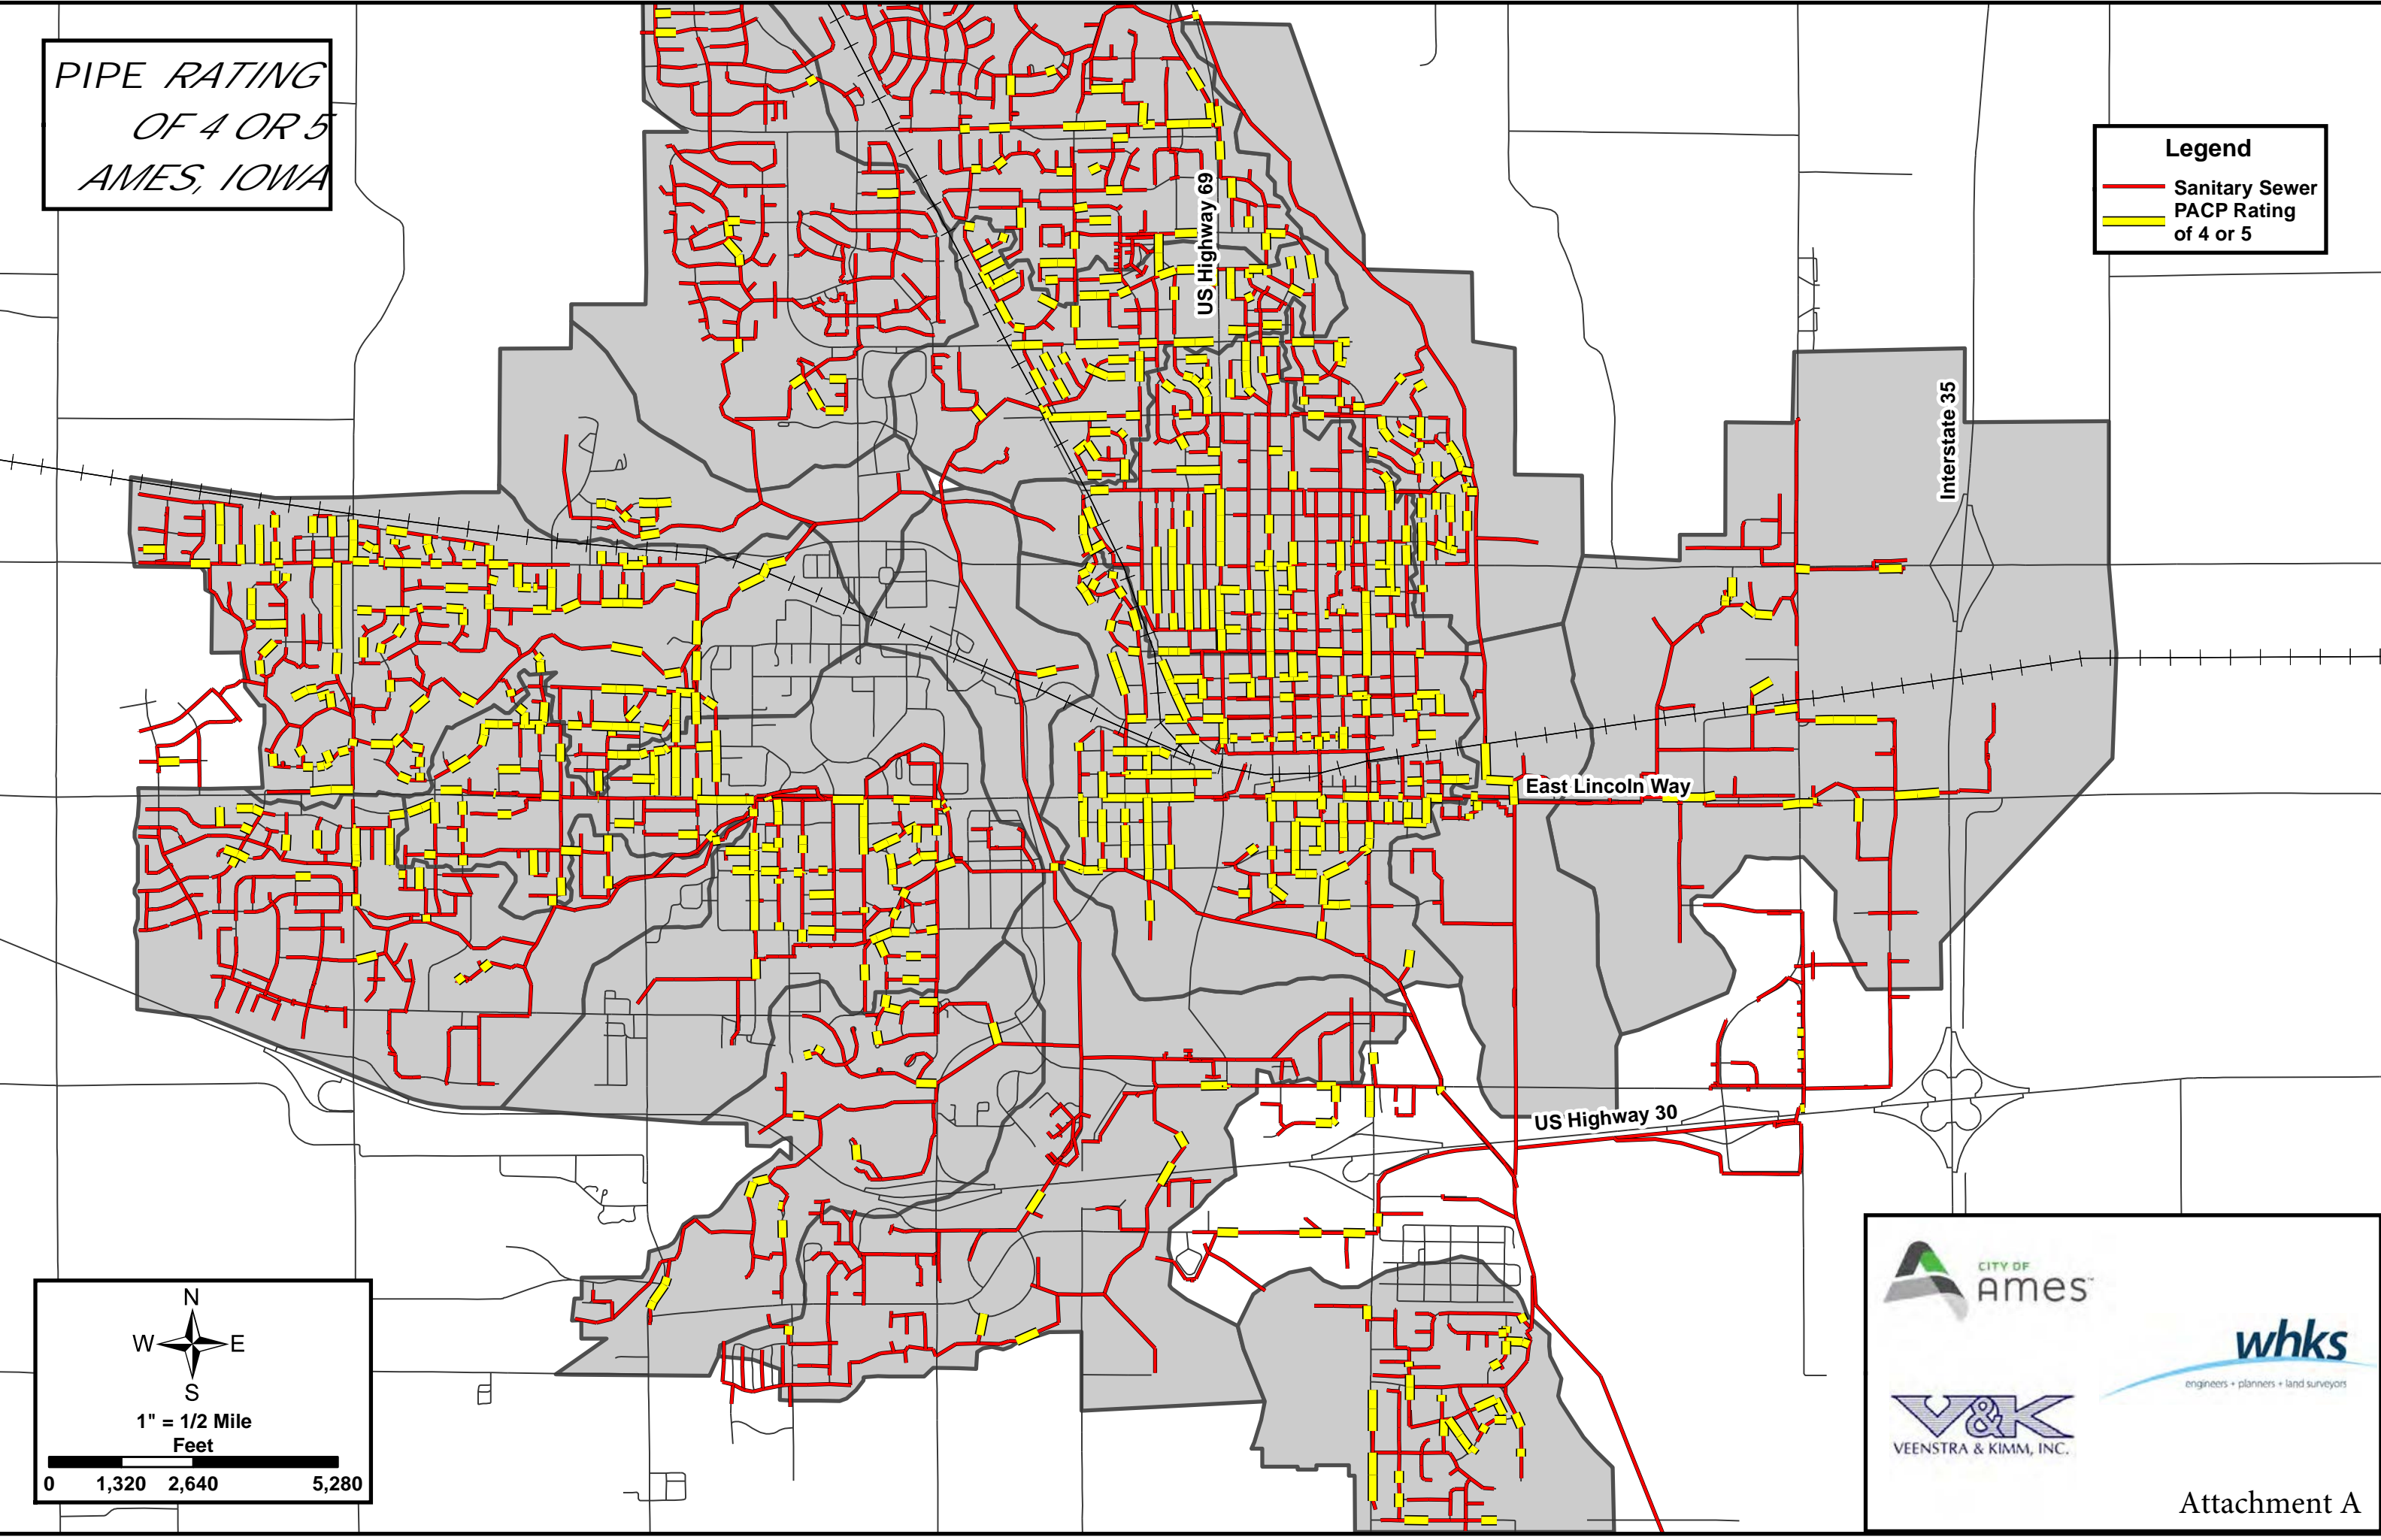 PIPE RATING
OF 4 OR 5
AMES, IOWA
Legend
Sanitary Sewer
PACP Rating
of 4 or 5
US Highway 69
Interstate 35
East Lincoln Way
US Highway 30
N
W E
S
1" = 1/2 Mile
Feet
0 1,320 2,640 5,280
CITY OF
Ames™
whks
engineers + planners + land surveyors
V&K
VEENSTRA & KIMM, INC.
Attachment A